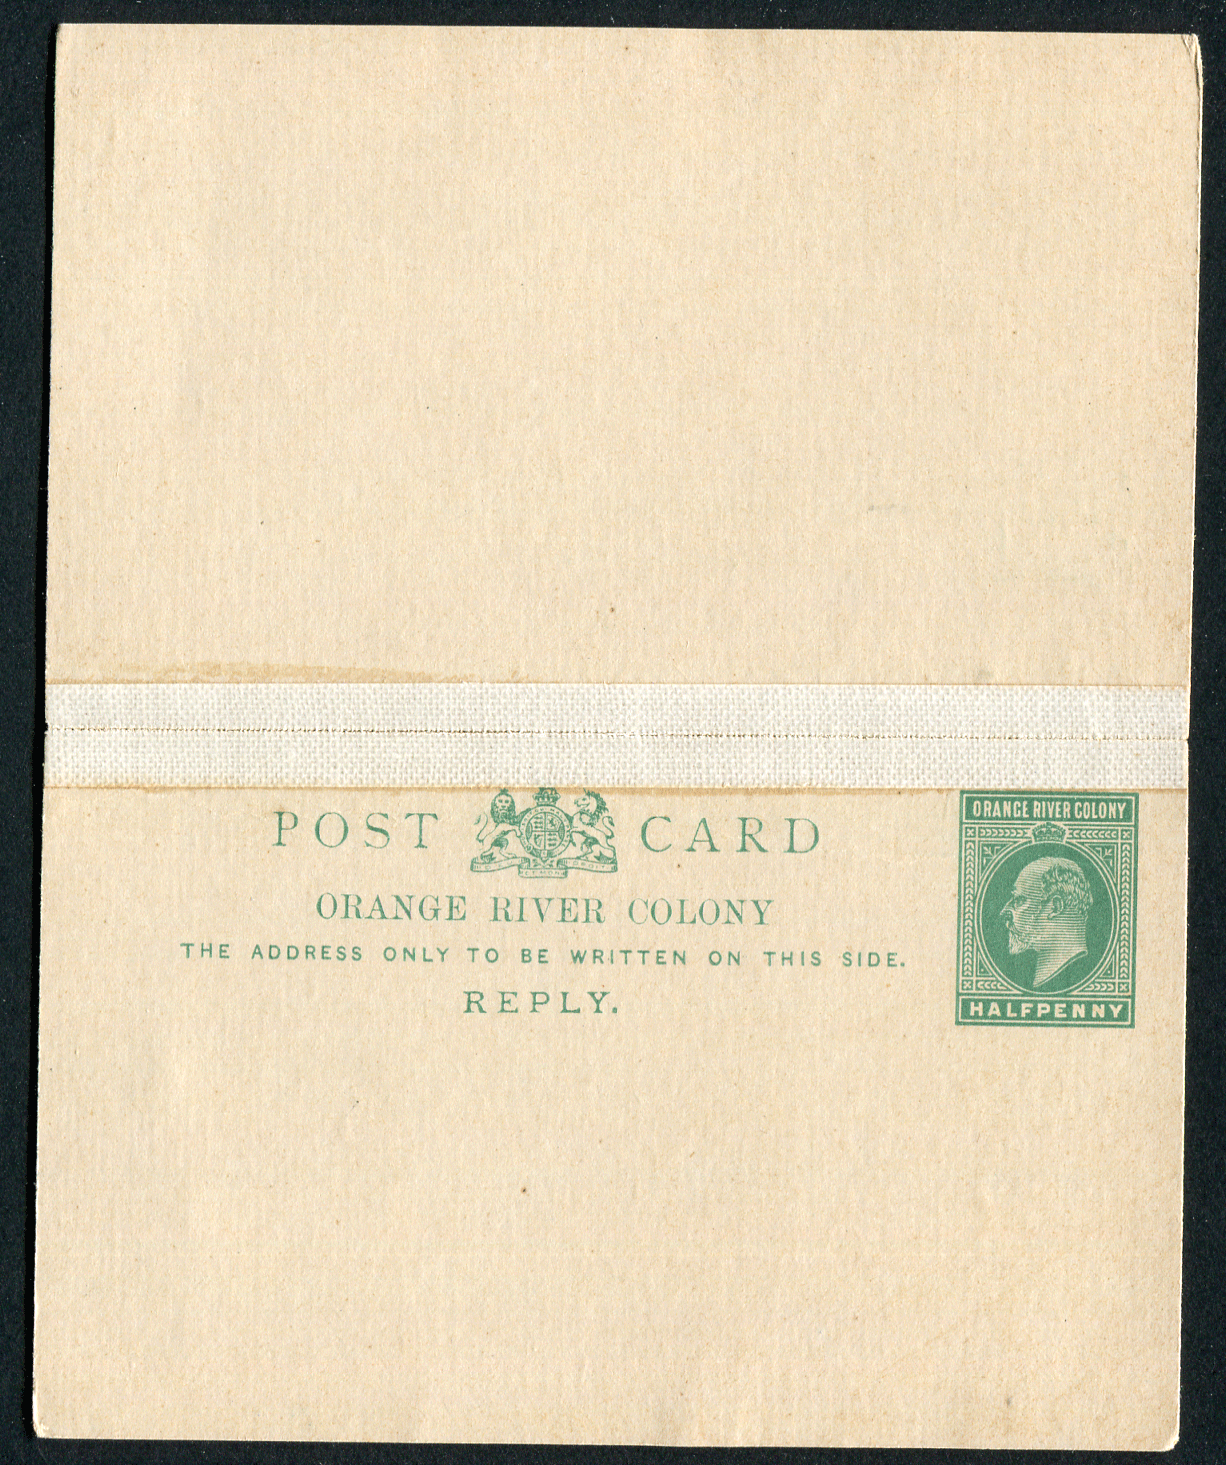 POST CARD
ORANGE RIVER COLONY
THE ADDRESS ONLY TO BE WRITTEN ON THIS SIDE.
REPLY.
ORANGE RIVER COLONY
HALFPENNY